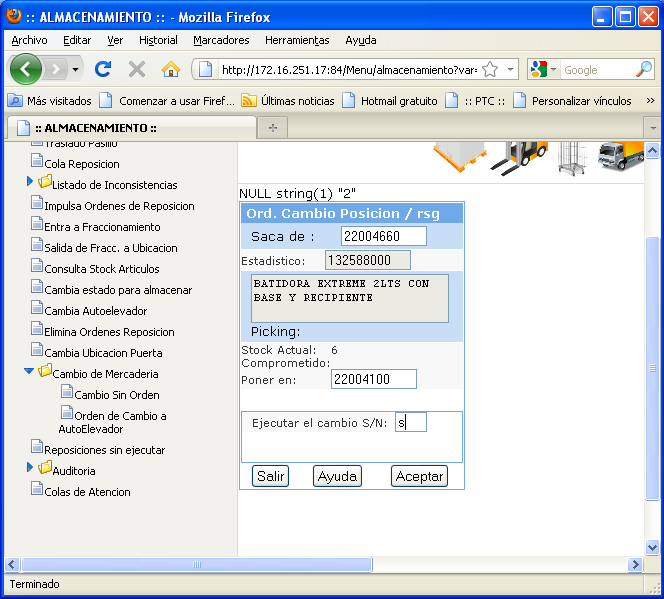 :: ALMACENAMIENTO :: - Mozilla Firefox
Archivo Editar Ver Historial Marcadores Herramientas Ayuda
http://172.16.251.17:84/Menu/almacenamiento?var= Google
Más visitados Comenzar a usar Firef... Últimas noticias Hotmail gratuito :: PTC :: Personalizar vínculos »
:: ALMACENAMIENTO ::
Traslado Pasillo
Cola Reposicion
Listado de Inconsistencias
Impulsa Ordenes de Reposicion
Entra a Fraccionamiento
Salida de Fracc. a Ubicacion
Consulta Stock Articulos
Cambia estado para almacenar
Cambia Autoelevador
Elimina Ordenes Reposicion
Cambia Ubicacion Puerta
Cambio de Mercaderia
Cambio Sin Orden
Orden de Cambio a
AutoElevador
Reposiciones sin ejecutar
Auditoria
Colas de Atencion
NULL string(1) "2"
Ord. Cambio Posicion / rsg
Saca de : 22004660
Estadistico: 132588000
BATIDORA EXTREME 2LTS CON
BASE Y RECIPIENTE
Picking:
Stock Actual: 6
Comprometido:
Poner en: 22004100
Ejecutar el cambio S/N: s
Salir Ayuda Aceptar
Terminado